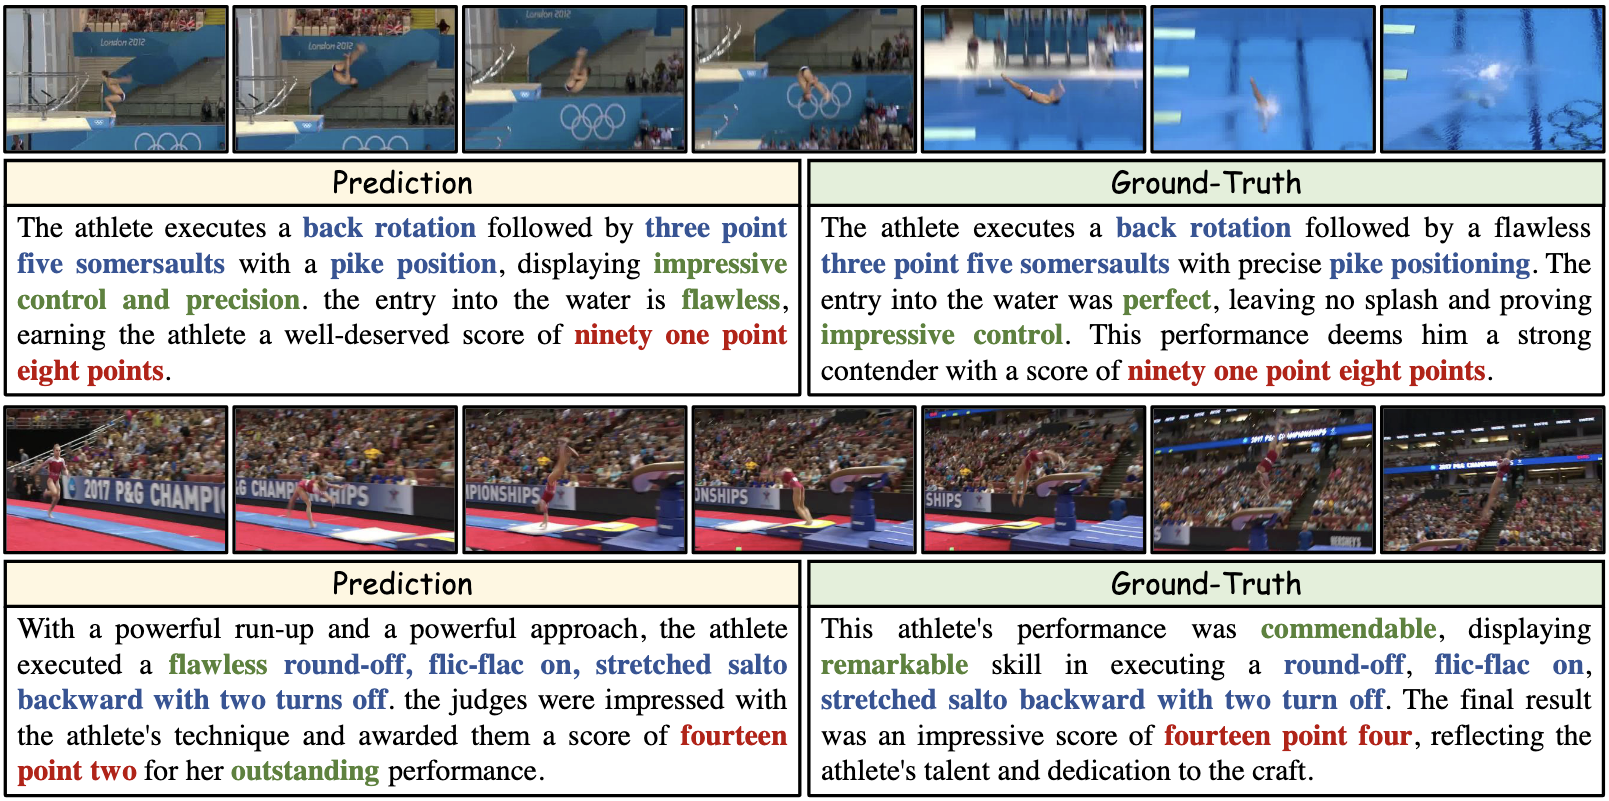 London 2012
London 2012
London 2012
Prediction
The athlete executes a back rotation followed by three point
five somersaults with a pike position, displaying impressive
control and precision. the entry into the water is flawless,
earning the athlete a well-deserved score of ninety one point
eight points.
Ground-Truth
The athlete executes a back rotation followed by a flawless
three point five somersaults with precise pike positioning. The
entry into the water was perfect, leaving no splash and proving
impressive control. This performance deems him a strong
contender with a score of ninety one point eight points.
2017 P&G CHAMPIO
G CHAMPIONSHIPS
MPIONSHIPS
ONSHIPS
SHIPS
2017 P&G CHAMPIONSHIPS
HERSHEY'S
2017 P&G CHAMP
Prediction
With a powerful run-up and a powerful approach, the athlete
executed a flawless round-off, flic-flac on, stretched salto
backward with two turns off. the judges were impressed with
the athlete's technique and awarded them a score of fourteen
point two for her outstanding performance.
Ground-Truth
This athlete's performance was commendable, displaying
remarkable skill in executing a round-off, flic-flac on,
stretched salto backward with two turn off. The final result
was an impressive score of fourteen point four, reflecting the
athlete's talent and dedication to the craft.